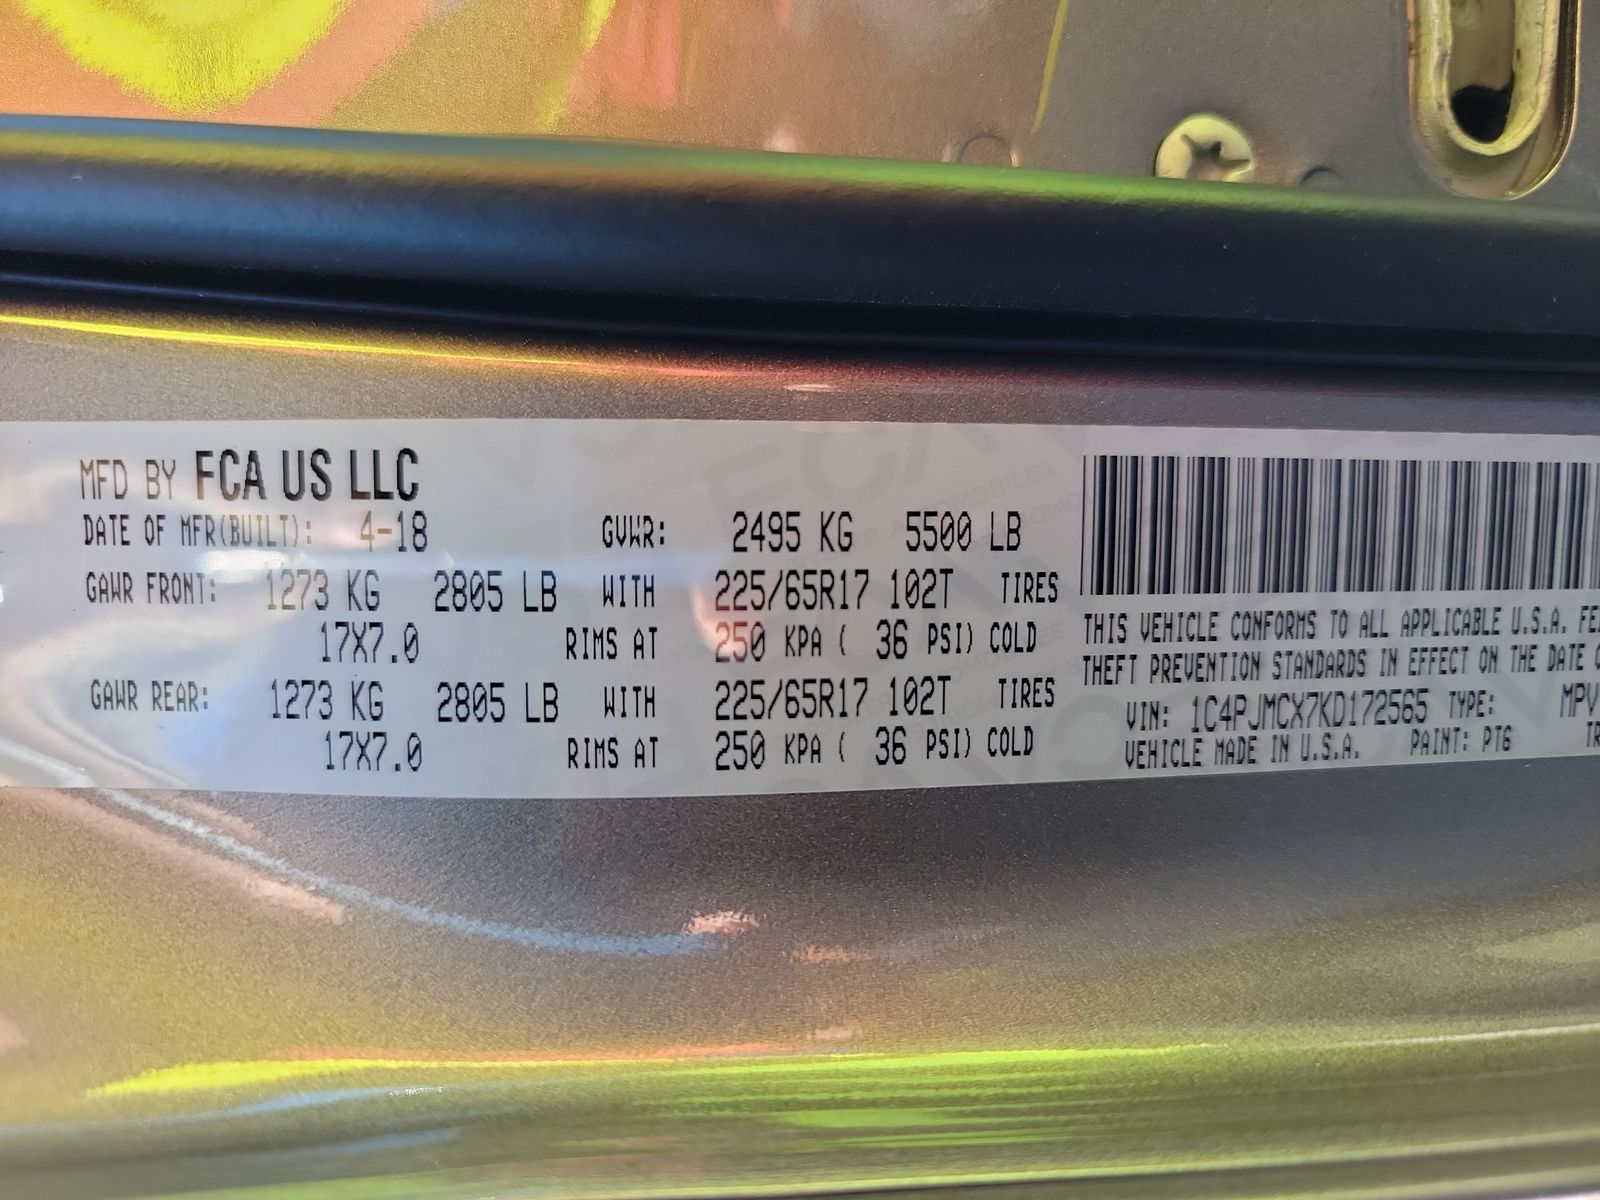 MFD BY FCA US LLC
DATE OF MFR(BUILT): 4-18 GVWR: 2495 KG 5500 LB
GAWR FRONT: 1273 KG 2805 LB WITH 225/65R17 102T TIRES
17X7.0 RIMS AT 250 KPA ( 36 PSI) COLD
GAWR REAR: 1273 KG 2805 LB WITH 225/65R17 102T TIRES
17X7.0 RIMS AT 250 KPA ( 36 PSI) COLD
THIS VEHICLE CONFORMS TO ALL APPLICABLE U.S.A.
THEFT PREVENTION STANDARDS IN EFFECT ON THE DATE
VIN: 1C4PJMCX7KD172565 TYPE: MPV
VEHICLE MADE IN U.S.A. PAINT: PTG